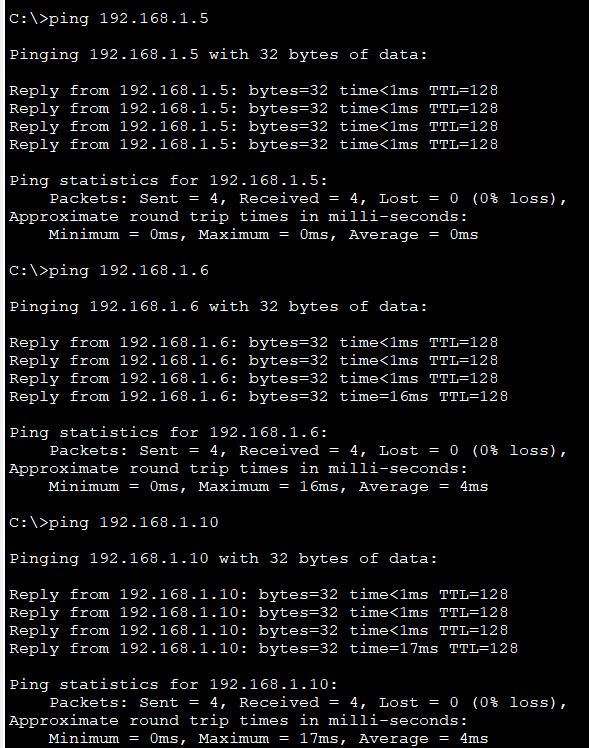 C:\>ping 192.168.1.5
Pinging 192.168.1.5 with 32 bytes of data:
Reply from 192.168.1.5: bytes=32 time<1ms TTL=128
Reply from 192.168.1.5: bytes=32 time<1ms TTL=128
Reply from 192.168.1.5: bytes=32 time<1ms TTL=128
Reply from 192.168.1.5: bytes=32 time<1ms TTL=128
Ping statistics for 192.168.1.5:
Packets: Sent = 4, Received = 4, Lost = 0 (0% loss),
Approximate round trip times in milli-seconds:
Minimum = 0ms, Maximum = 0ms, Average = 0ms
C:\>ping 192.168.1.6
Pinging 192.168.1.6 with 32 bytes of data:
Reply from 192.168.1.6: bytes=32 time<1ms TTL=128
Reply from 192.168.1.6: bytes=32 time<1ms TTL=128
Reply from 192.168.1.6: bytes=32 time<1ms TTL=128
Reply from 192.168.1.6: bytes=32 time=16ms TTL=128
Ping statistics for 192.168.1.6:
Packets: Sent = 4, Received = 4, Lost = 0 (0% loss),
Approximate round trip times in milli-seconds:
Minimum = 0ms, Maximum = 16ms, Average = 4ms
C:\>ping 192.168.1.10
Pinging 192.168.1.10 with 32 bytes of data:
Reply from 192.168.1.10: bytes=32 time<1ms TTL=128
Reply from 192.168.1.10: bytes=32 time<1ms TTL=128
Reply from 192.168.1.10: bytes=32 time<1ms TTL=128
Reply from 192.168.1.10: bytes=32 time=17ms TTL=128
Ping statistics for 192.168.1.10:
Packets: Sent = 4, Received = 4, Lost = 0 (0% loss),
Approximate round trip times in milli-seconds:
Minimum = 0ms, Maximum = 17ms, Average = 4ms